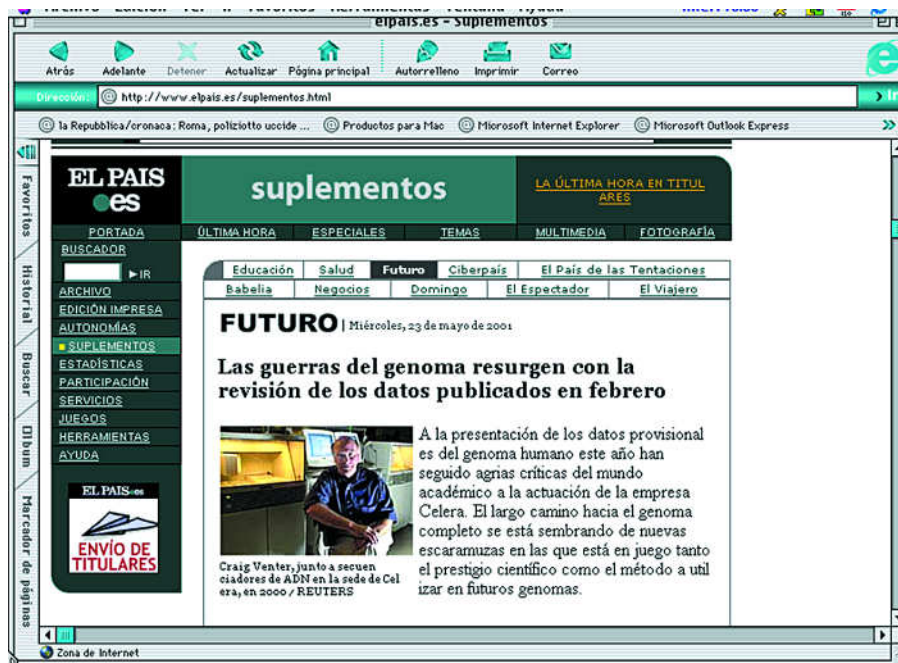 elpais.es - Suplementos
Atrás Adelante Detener Actualizar Página principal Autorrelleno Imprimir Correo
Dirección: http://www.elpais.es/suplementos.html
la Repubblica/cronaca: Roma, poliziotto uccide ... Productos para Mac Microsoft Internet Explorer Microsoft Outlook Express
Favoritos
Historial
Buscar
Marcador de páginas
EL PAIS
es
suplementos
LA ÚLTIMA HORA EN TITUL
ARES
PORTADA ÚLTIMA HORA ESPECIALES TEMAS MULTIMEDIA FOTOGRAFÍA
BUSCADOR
IR
ARCHIVO
EDICIÓN IMPRESA
AUTONOMÍAS
SUPLEMENTOS
ESTADÍSTICAS
PARTICIPACIÓN
SERVICIOS
JUEGOS
HERRAMIENTAS
AYUDA
EL PAIS es
ENVÍO DE
TITULARES
Educación Salud Futuro Ciberpaís El País de las Tentaciones
Babelia Negocios Domingo El Espectador El Viajero
FUTURO | Miércoles, 23 de mayo de 2001
Las guerras del genoma resurgen con la
revisión de los datos publicados en febrero
A la presentación de los datos provisional
es del genoma humano este año han
seguido agrias críticas del mundo
académico a la actuación de la empresa
Celera. El largo camino hacia el genoma
completo se está sembrando de nuevas
escaramuzas en las que está en juego tanto
el prestigio científico como el método a util
izar en futuros genomas.
Craig Venter, junto a secuen
ciadores de ADN en la sede de Cel
era, en 2000 / REUTERS
Zona de Internet